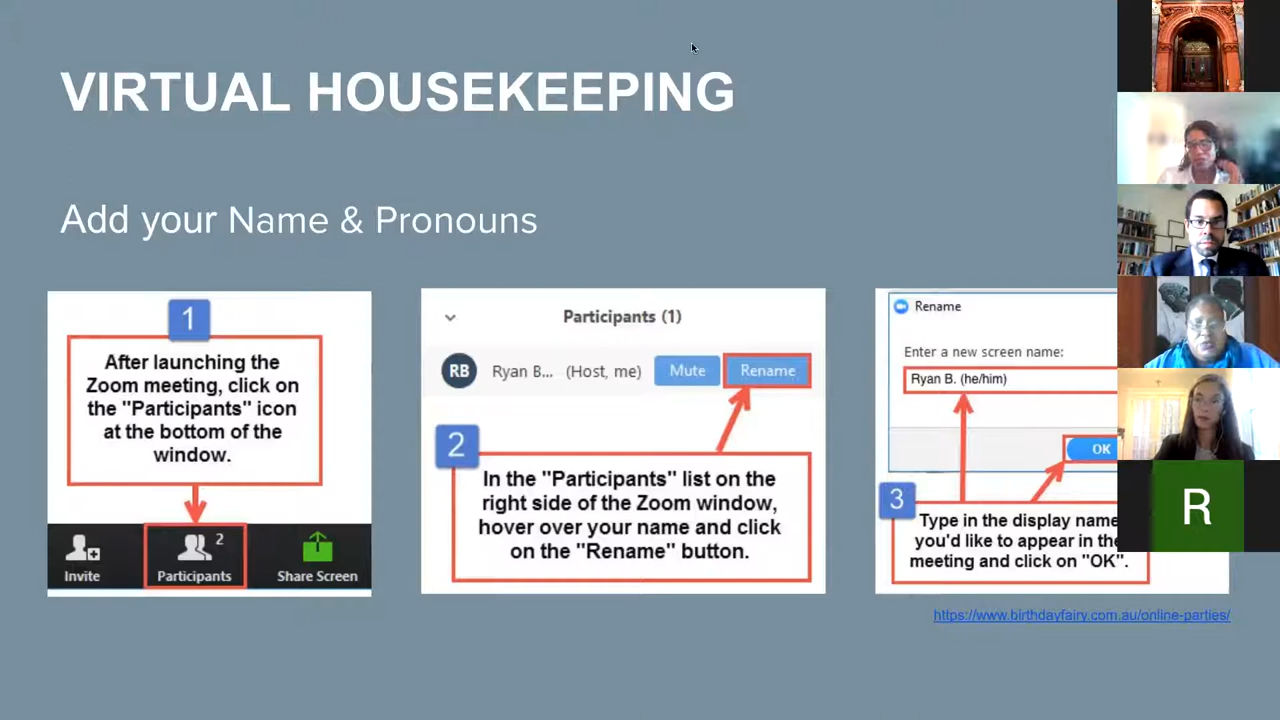 VIRTUAL HOUSEKEEPING
Add your Name & Pronouns
1
After launching the
Zoom meeting, click on
the "Participants" icon
at the bottom of the
window.
Invite
2
Participants
Share Screen
Participants (1)
RB
Ryan B... (Host, me)
Mute
Rename
2
In the "Participants" list on the
right side of the Zoom window,
hover over your name and click
on the "Rename" button.
Rename
Enter a new screen name:
Ryan B. (he/him)
OK
3
Type in the display name
you'd like to appear in the
meeting and click on "OK".
https://www.birthdayfairy.com.au/online-parties/
R